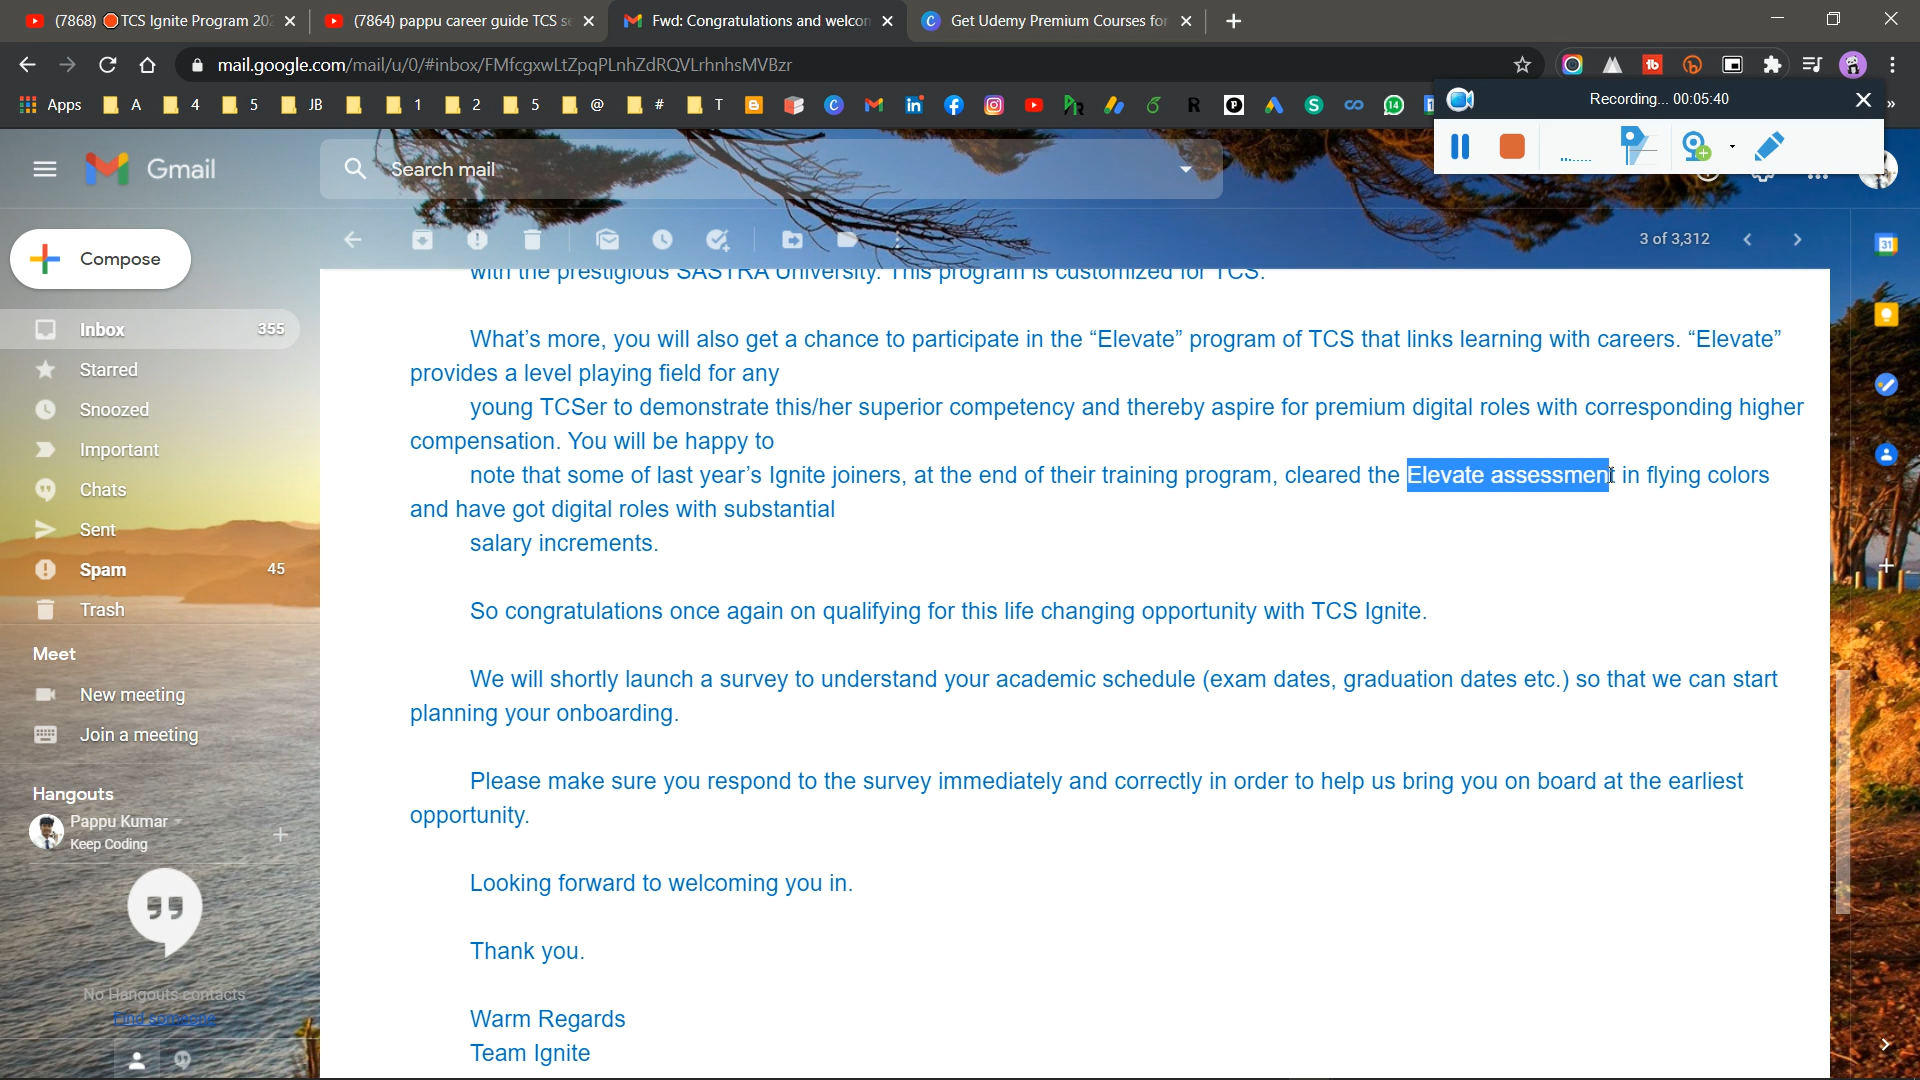 (7868) 🛑TCS Ignite Program 202
(7864) pappu career guide TCS se
Fwd: Congratulations and welcom
Get Udemy Premium Courses for
mail.google.com/mail/u/0/#inbox/FMfcgxwLtZpqPLnhZdRQVLrhnhsMVBzr
Apps A 4 5 JB 1 2 5 @ # T
Recording... 00:05:40
Gmail
Search mail
Compose
3 of 3,312
Inbox 355
Starred
Snoozed
Important
Chats
Sent
Spam 45
Trash
Meet
New meeting
Join a meeting
Hangouts
Pappu Kumar
Keep Coding
No Hangouts contacts
Find someone
with the prestigious SASTRA University. This program is customized for TCS.
What’s more, you will also get a chance to participate in the “Elevate” program of TCS that links learning with careers. “Elevate”
provides a level playing field for any
young TCSer to demonstrate this/her superior competency and thereby aspire for premium digital roles with corresponding higher
compensation. You will be happy to
note that some of last year’s Ignite joiners, at the end of their training program, cleared the Elevate assessment in flying colors
and have got digital roles with substantial
salary increments.
So congratulations once again on qualifying for this life changing opportunity with TCS Ignite.
We will shortly launch a survey to understand your academic schedule (exam dates, graduation dates etc.) so that we can start
planning your onboarding.
Please make sure you respond to the survey immediately and correctly in order to help us bring you on board at the earliest
opportunity.
Looking forward to welcoming you in.
Thank you.
Warm Regards
Team Ignite